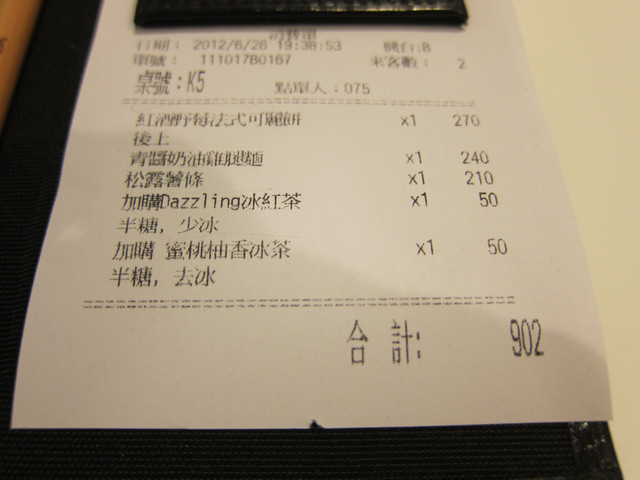 日期： 2012/6/26 19:38:53 機台:B
單號： 11101780167 來客數： 2
桌號:K5 點單人：075
紅酒野莓法式可麗餅 x1 270
後上
青醬奶油雞腿麵 x1 240
松露薯條 x1 210
加購Dazzling冰紅茶 x1 50
半糖, 少冰
加購 蜜桃柚香冰茶 x1 50
半糖, 去冰
合 計: 902